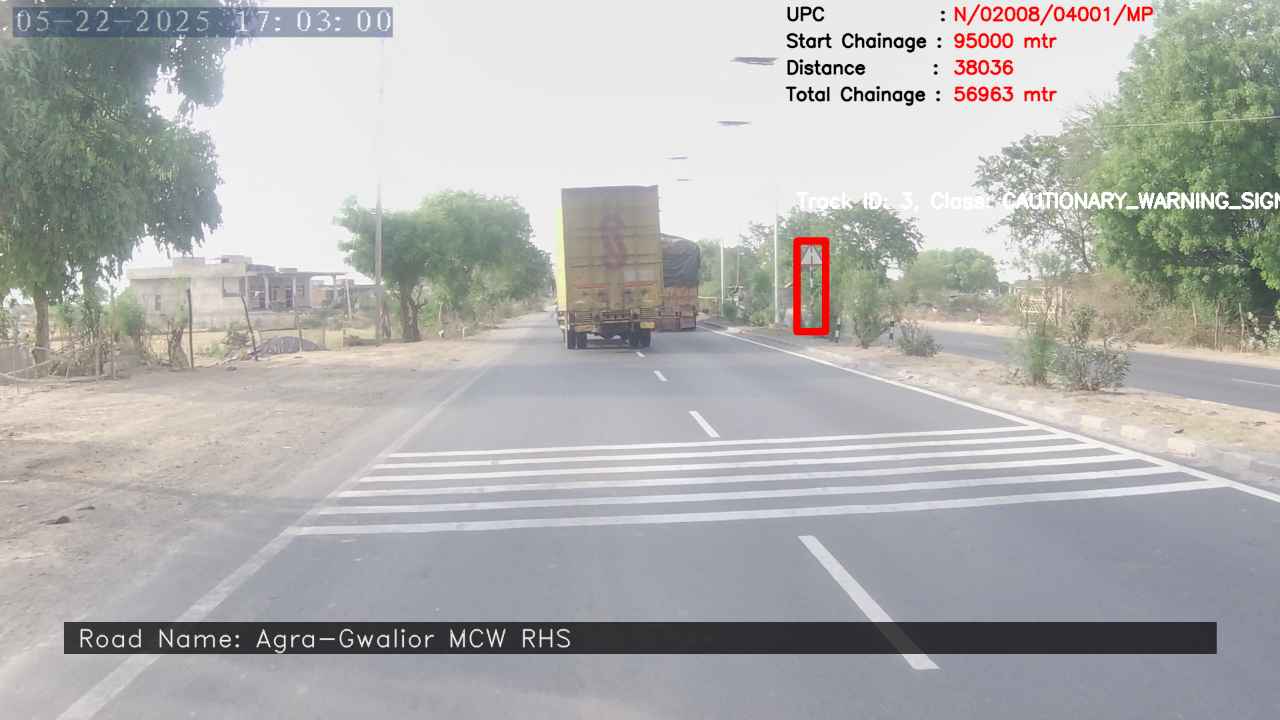 05-22-2025 17:03:00
UPC : N/02008/04001/MP
Start Chainage : 95000 mtr
Distance : 38036
Total Chainage : 56963 mtr
Track ID: 3, Class: CAUTIONARY_WARNING_SIGN
Road Name: Agra-Gwalior MCW RHS